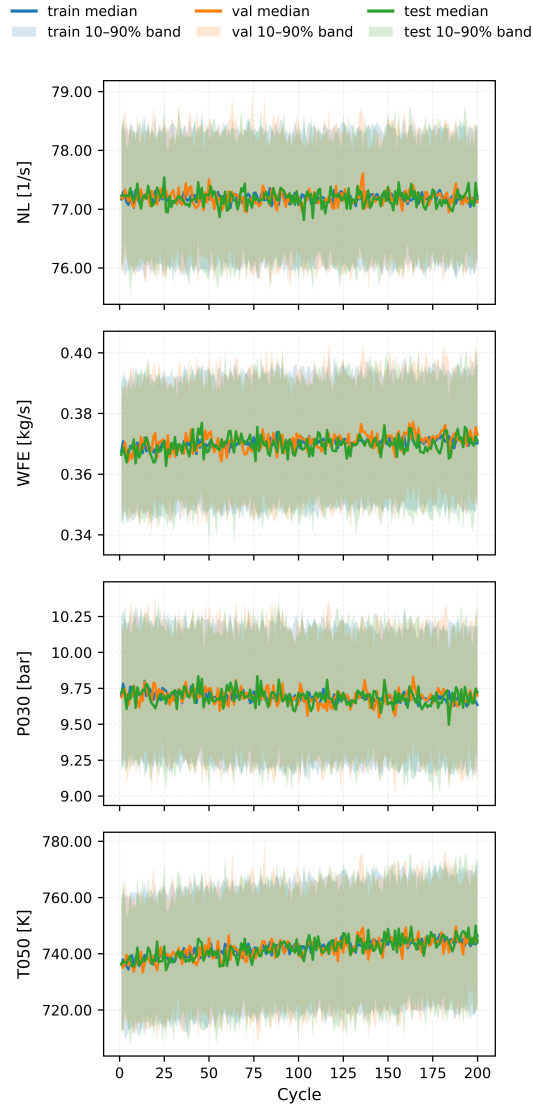 train median val median test median
train 10–90% band val 10–90% band test 10–90% band
79.00
78.00
77.00
76.00
NL [1/s]
0.40
0.38
0.36
0.34
WFE [kg/s]
10.25
10.00
9.75
9.50
9.25
9.00
P030 [bar]
780.00
760.00
740.00
720.00
T050 [K]
0 25 50 75 100 125 150 175 200
Cycle